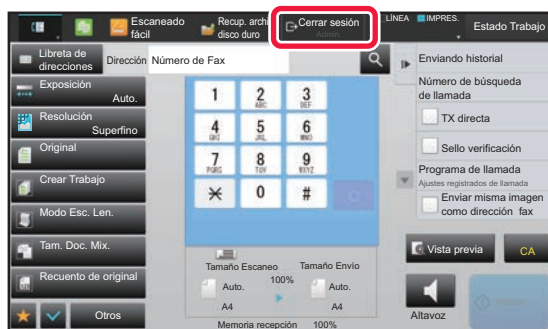 Escaneado
fácil
Recup. archi
disco duro
Cerrar sesión
Admin.
LÍNEA
IMPRES.
Estado Trabajo
Libreta de
direcciones
Dirección
Número de Fax
Exposición
Auto.
Resolución
Superfino
Original
Crear Trabajo
Modo Esc. Len.
Tam. Doc. Mix.
Recuento de original
Otros
1
2
ABC
3
DEF
4
GHI
5
JKL
6
MNO
7
PQRS
8
TUV
9
WXYZ
0
#
Tamaño Escaneo
Tamaño Envio
100%
Auto.
Auto.
A4
A4
Memoria recepción 100%
Enviando historial
Número de búsqueda
de llamada
TX directa
Sello verificación
Programa de llamada
Ajustes registrados de llamada
Enviar misma imagen
como dirección fax
Vista previa
CA
Altavoz
Iniciar